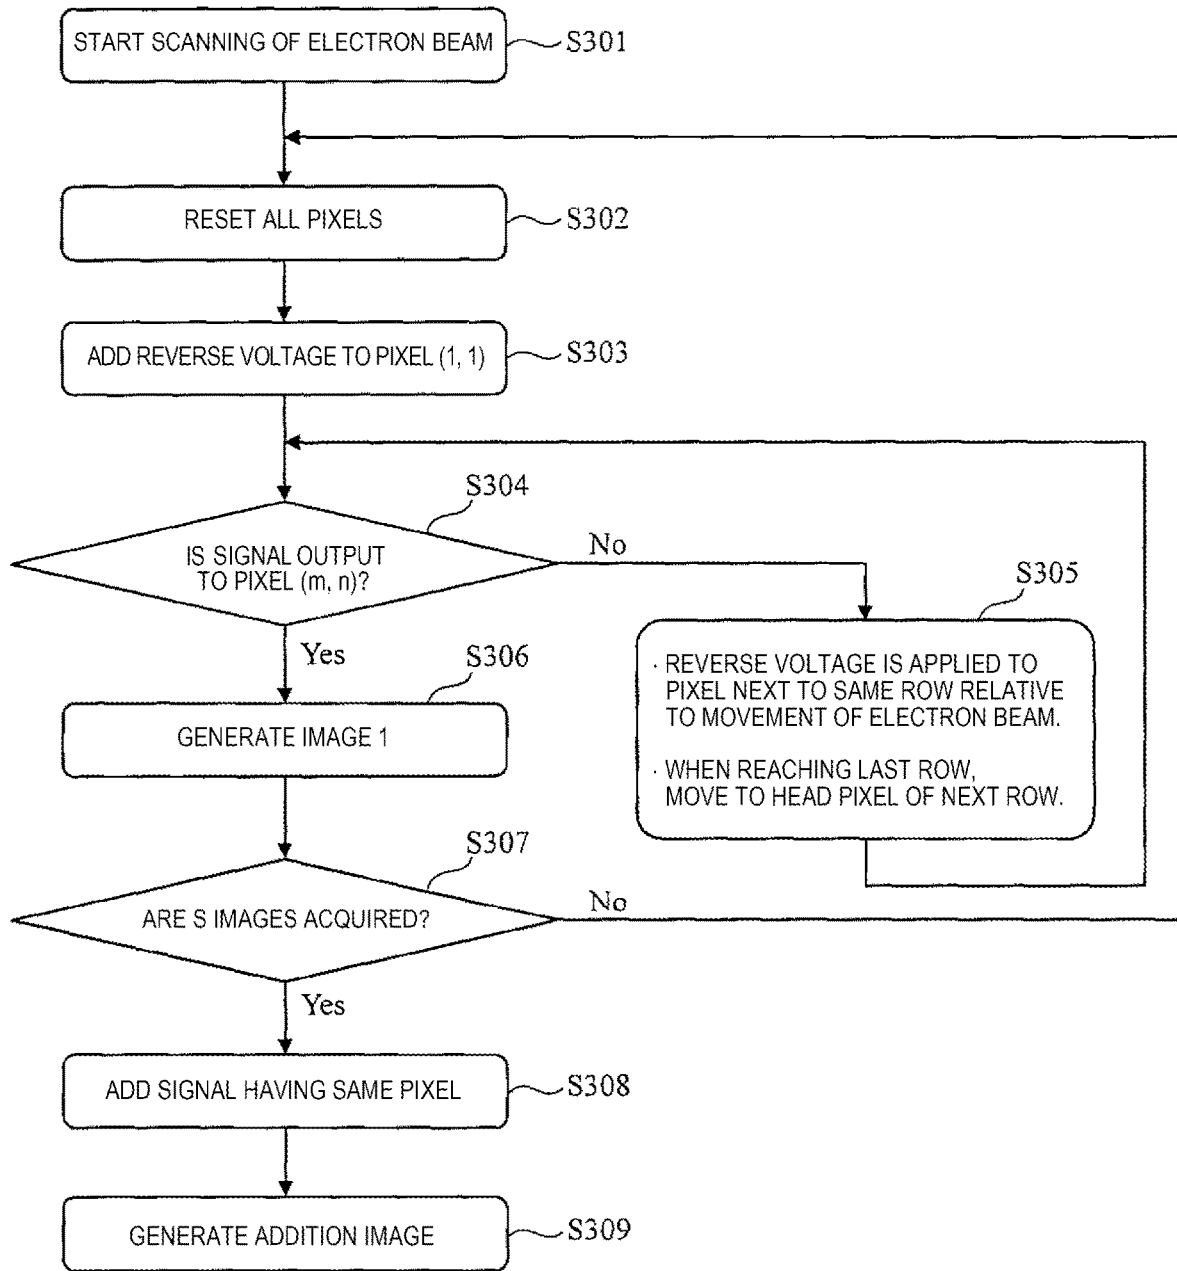 START SCANNING OF ELECTRON BEAM
S301
RESET ALL PIXELS
S302
ADD REVERSE VOLTAGE TO PIXEL (1, 1)
S303
S304
IS SIGNAL OUTPUT
TO PIXEL (m, n)?
No
Yes
S305
· REVERSE VOLTAGE IS APPLIED TO
PIXEL NEXT TO SAME ROW RELATIVE
TO MOVEMENT OF ELECTRON BEAM.
· WHEN REACHING LAST ROW,
MOVE TO HEAD PIXEL OF NEXT ROW.
S306
GENERATE IMAGE 1
S307
ARE S IMAGES ACQUIRED?
No
Yes
ADD SIGNAL HAVING SAME PIXEL
S308
GENERATE ADDITION IMAGE
S309